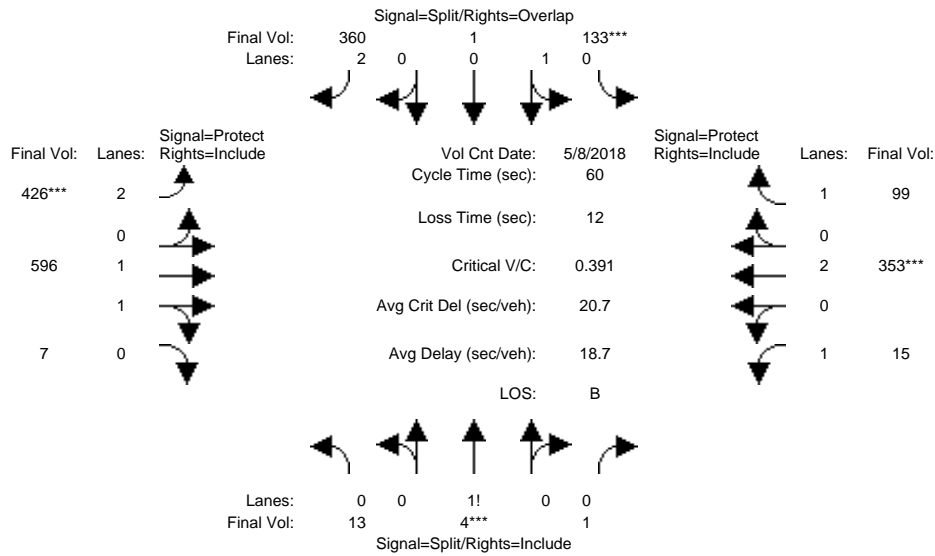 Signal=Split/Rights=Overlap
Final Vol: 360 1 133***
Lanes: 2 0 0 1 0
Signal=Protect Signal=Protect
Final Vol: Lanes: Rights=Include Vol Cnt Date: 5/8/2018 Rights=Include Lanes: Final Vol:
Cycle Time (sec): 60
426*** 2 1 99
Loss Time (sec): 12
0 0
596 1 Critical V/C: 0.391 2 353***
1 Avg Crit Del (sec/veh): 20.7 0
7 0 Avg Delay (sec/veh): 18.7 1 15
LOS: B
Lanes: 0 0 1! 0 0
Final Vol: 13 4*** 1
Signal=Split/Rights=Include